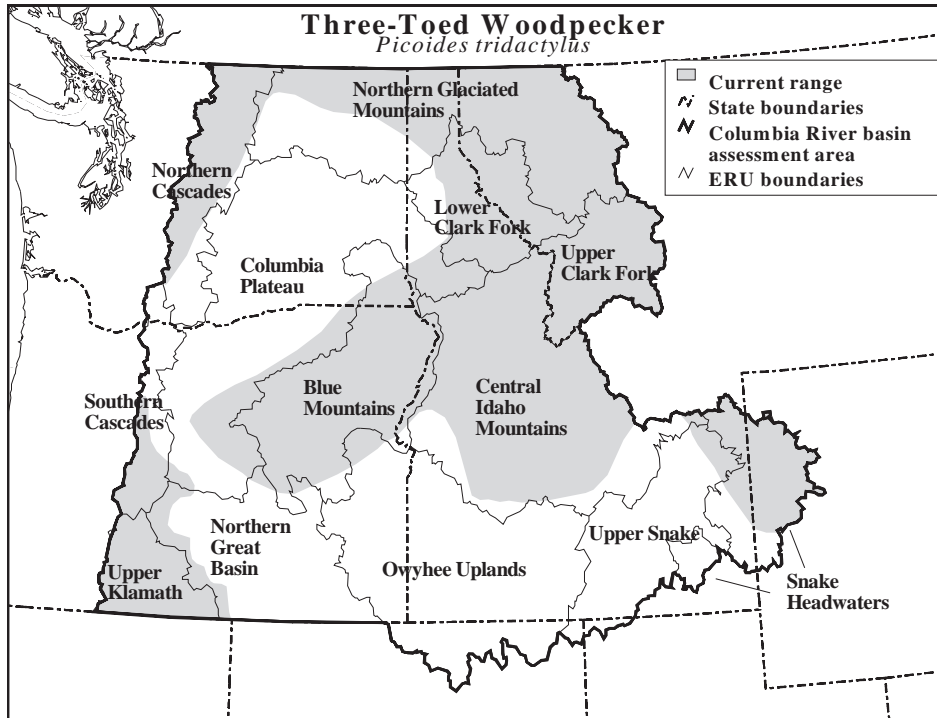 Three-Toed Woodpecker
Picoides tridactylus
Current range
State boundaries
Columbia River basin
assessment area
ERU boundaries
Northern Glaciated
Mountains
Northern
Cascades
Lower
Clark Fork
Upper
Clark Fork
Columbia
Plateau
Blue
Mountains
Central
Idaho
Mountains
Southern
Cascades
Northern
Great
Basin
Upper Snake
Owyhee Uplands
Upper
Klamath
Snake
Headwaters